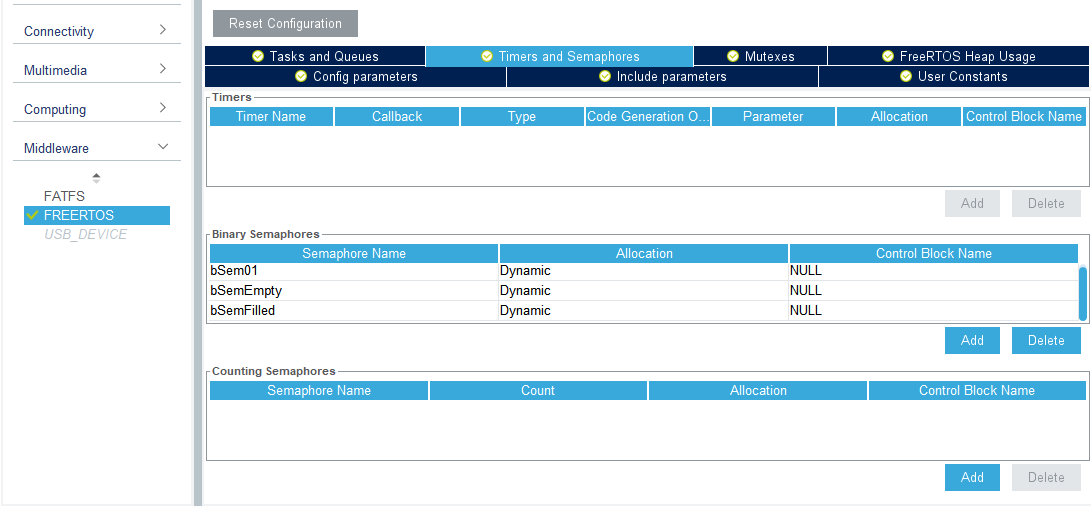 Connectivity
Multimedia
Computing
Middleware
FATFS
FREERTOS
USB_DEVICE
Reset Configuration
Tasks and Queues Timers and Semaphores Mutexes FreeRTOS Heap Usage
Config parameters Include parameters User Constants
Timers
Timer Name Callback Type Code Generation O... Parameter Allocation Control Block Name
Add Delete
Binary Semaphores
Semaphore Name Allocation Control Block Name
bSem01 Dynamic NULL
bSemEmpty Dynamic NULL
bSemFilled Dynamic NULL
Add Delete
Counting Semaphores
Semaphore Name Count Allocation Control Block Name
Add Delete